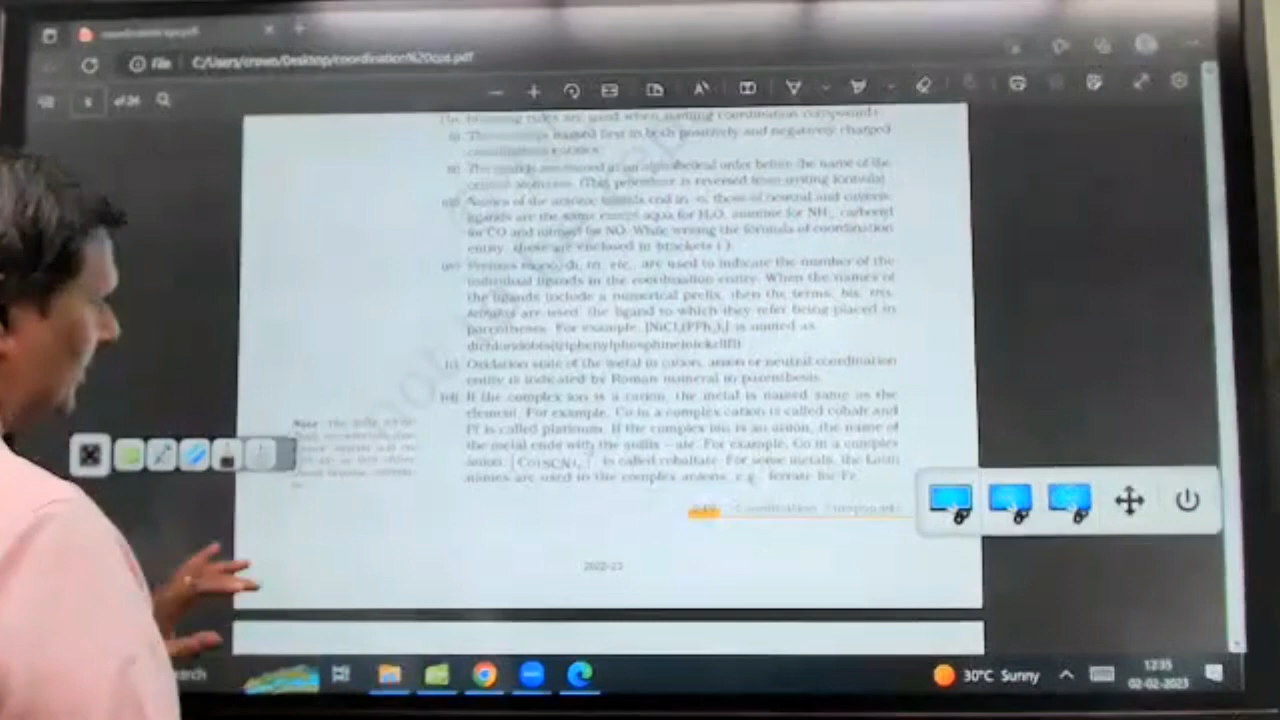 File C:/Users/crown/Desktop/coordination%20cus.pdf
of 24
The following rules are used when naming coordination compounds
(i) The named first in both positively and negatively charged
coordination entities.
(ii) The ligands are named in an alphabetical order before the name of the
central atom/ion. (This procedure is reversed from writing formula).
(iii) Names of the anionic ligands end in -o, those of neutral and cationic
ligands are the same except aqua for H2O, ammine for NH3, carbonyl
for CO and nitrosyl for NO. While writing the formula of coordination
entity, these are enclosed in brackets ( ).
(iv) Prefixes mono, di, tri, etc., are used to indicate the number of the
individual ligands in the coordination entity. When the names of
the ligands include a numerical prefix, then the terms, bis, tris,
tetrakis are used, the ligand to which they refer being placed in
parentheses. For example, [NiCl2(PPh3)2] is named as
dichloridobis(triphenylphosphine)nickel(II).
(v) Oxidation state of the metal in cation, anion or neutral coordination
entity is indicated by Roman numeral in parenthesis.
(vi) If the complex ion is a cation, the metal is named same as the
element. For example, Co in a complex cation is called cobalt and
Pt is called platinum. If the complex ion is an anion, the name of
the metal ends with the suffix – ate. For example, Co in a complex
anion, [Co(SCN)4] is called cobaltate. For some metals, the Latin
names are used in the complex anions, e.g., ferrate for Fe.
Note
Coordination Compounds
2022-23
30°C Sunny
12:35
02-02-2023